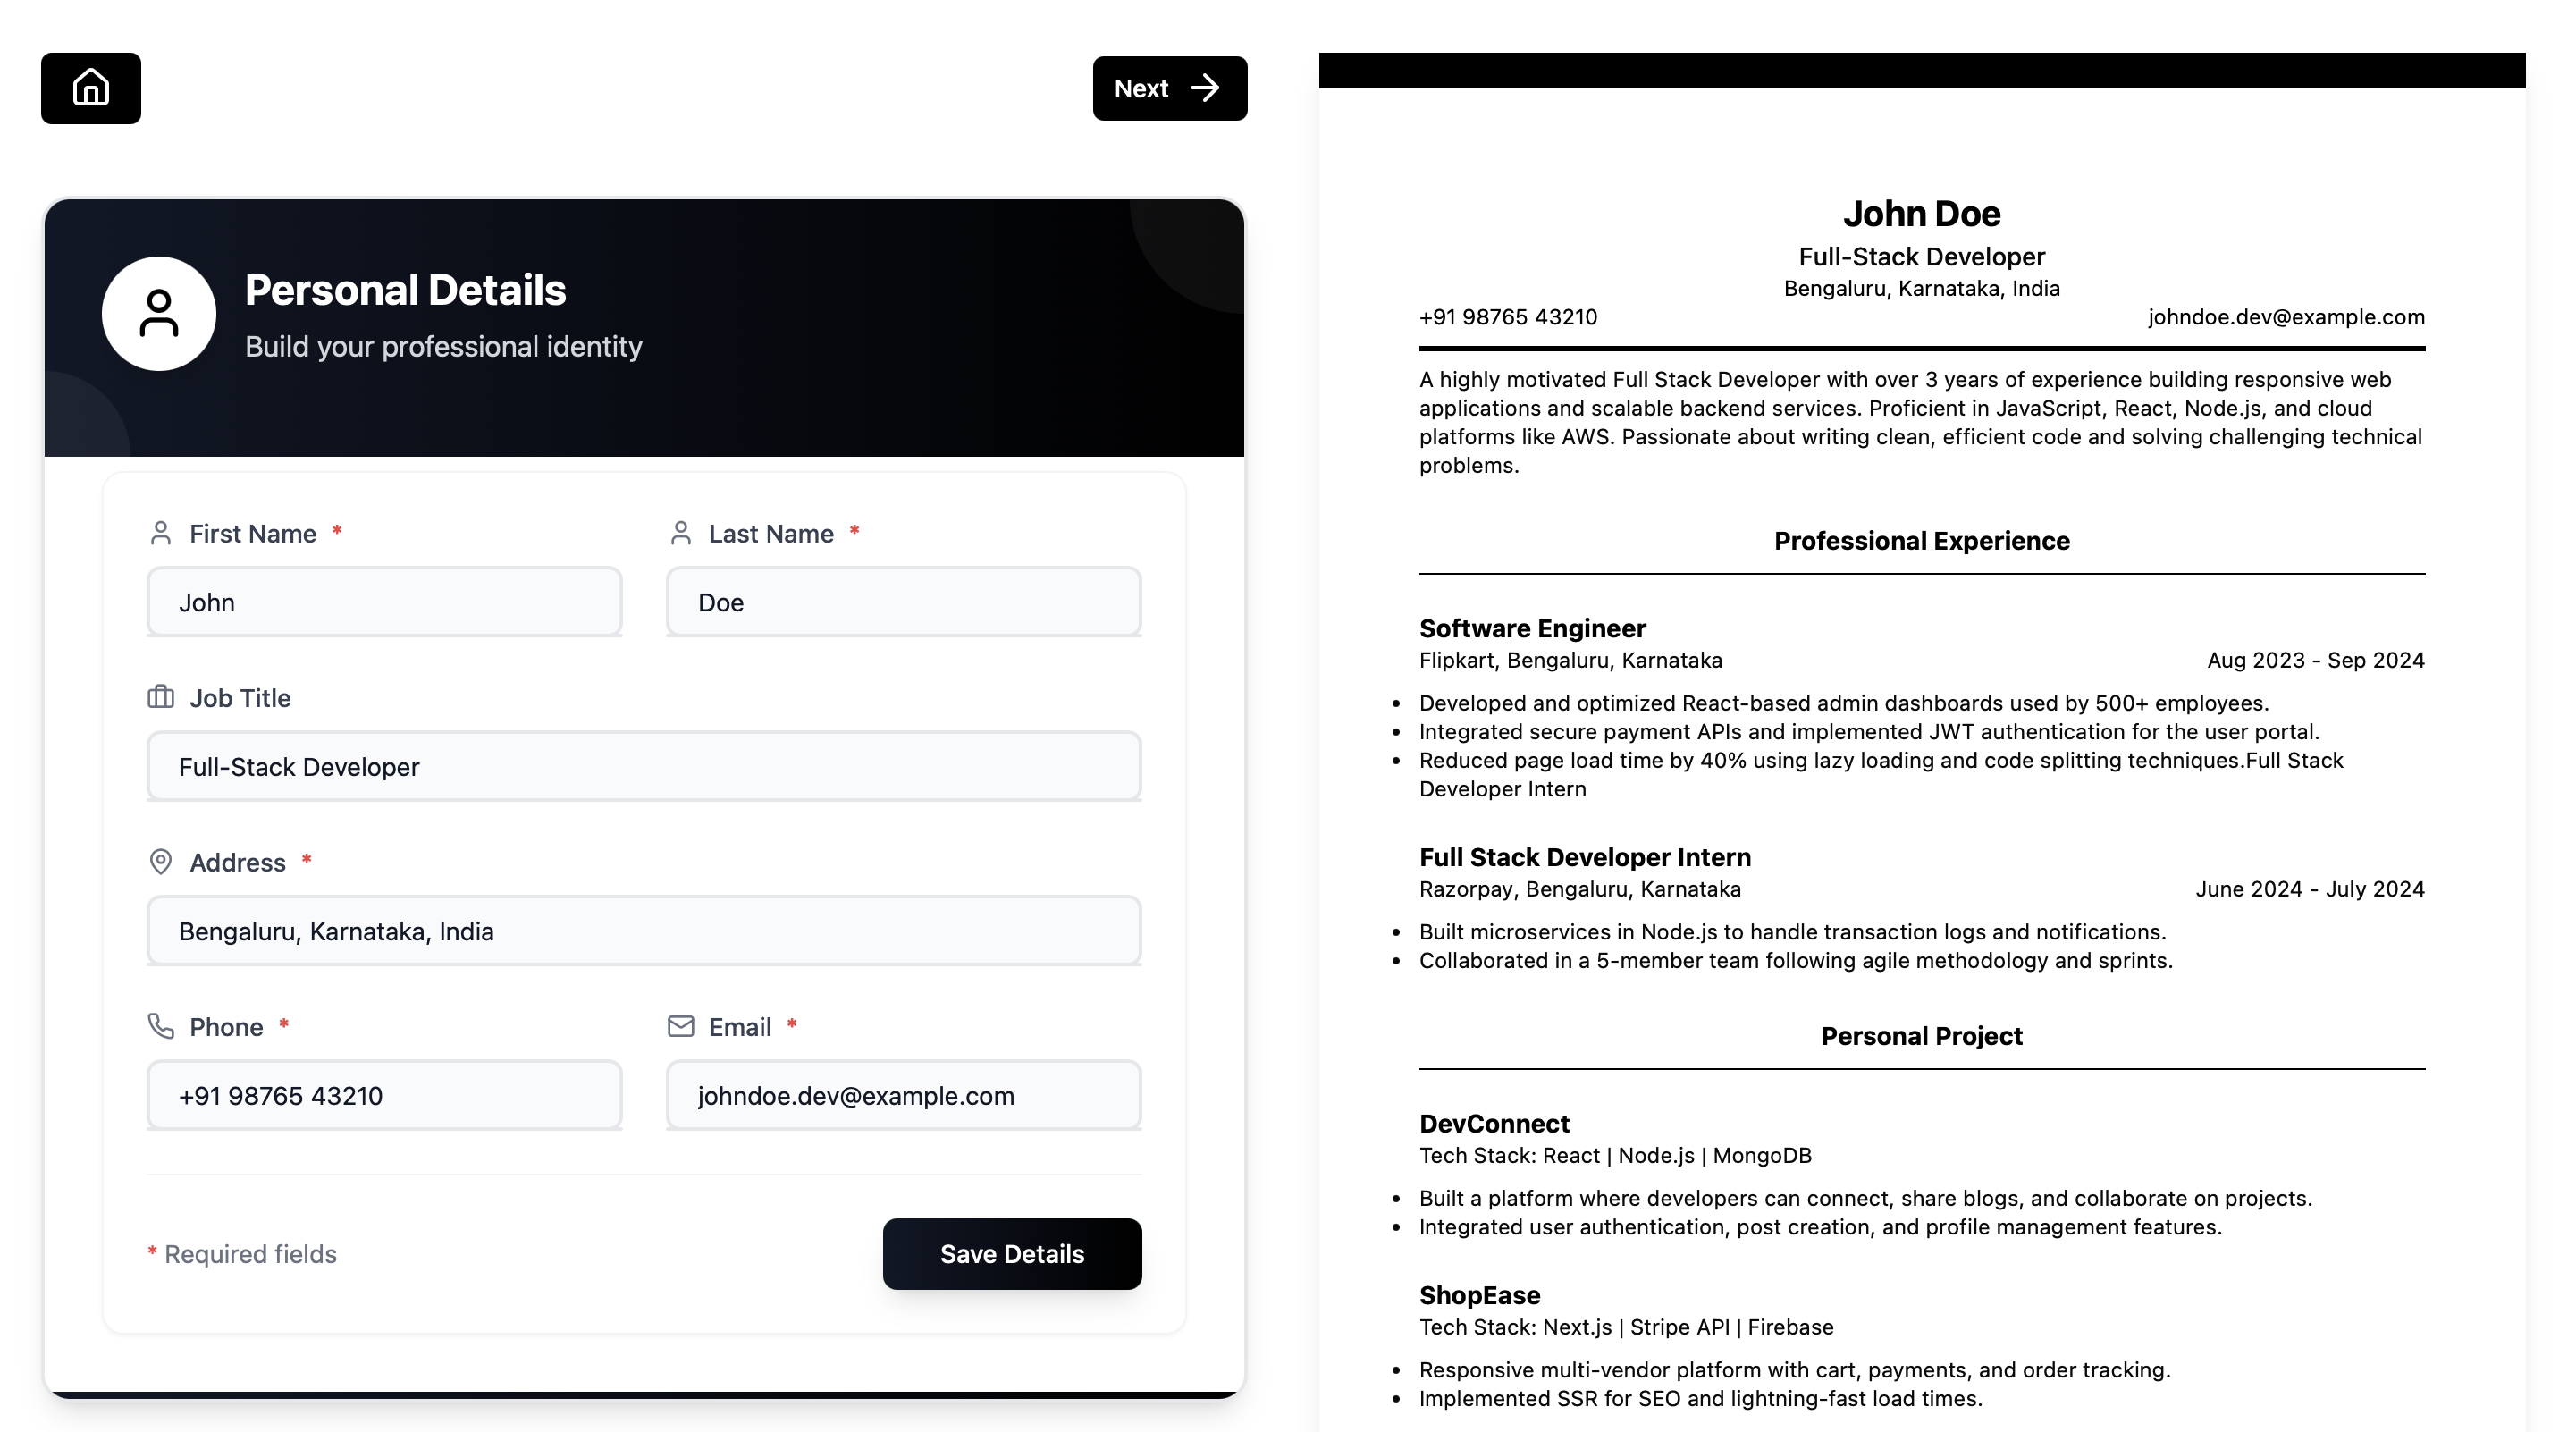 Next
Personal Details
Build your professional identity
First Name *
Last Name *
John
Doe
Job Title
Full-Stack Developer
Address *
Bengaluru, Karnataka, India
Phone *
Email *
+91 98765 43210
johndoe.dev@example.com
* Required fields
Save Details
John Doe
Full-Stack Developer
Bengaluru, Karnataka, India
+91 98765 43210
johndoe.dev@example.com
A highly motivated Full Stack Developer with over 3 years of experience building responsive web
applications and scalable backend services. Proficient in JavaScript, React, Node.js, and cloud
platforms like AWS. Passionate about writing clean, efficient code and solving challenging technical
problems.
Professional Experience
Software Engineer
Flipkart, Bengaluru, Karnataka
Aug 2023 - Sep 2024
• Developed and optimized React-based admin dashboards used by 500+ employees.
• Integrated secure payment APIs and implemented JWT authentication for the user portal.
• Reduced page load time by 40% using lazy loading and code splitting techniques.Full Stack
Developer Intern
Full Stack Developer Intern
Razorpay, Bengaluru, Karnataka
June 2024 - July 2024
• Built microservices in Node.js to handle transaction logs and notifications.
• Collaborated in a 5-member team following agile methodology and sprints.
Personal Project
DevConnect
Tech Stack: React | Node.js | MongoDB
• Built a platform where developers can connect, share blogs, and collaborate on projects.
• Integrated user authentication, post creation, and profile management features.
ShopEase
Tech Stack: Next.js | Stripe API | Firebase
• Responsive multi-vendor platform with cart, payments, and order tracking.
• Implemented SSR for SEO and lightning-fast load times.